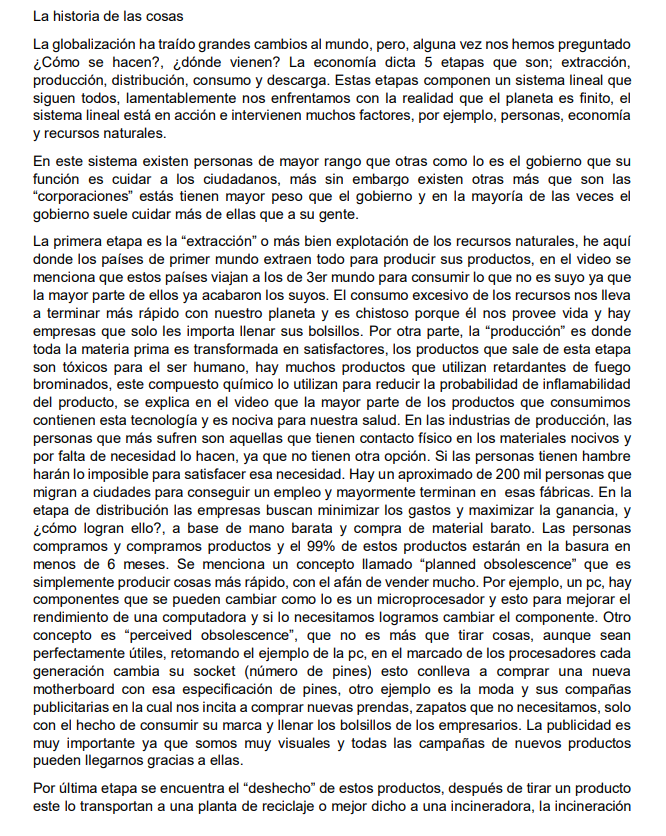 La historia de las cosas
La globalización ha traído grandes cambios al mundo, pero, alguna vez nos hemos preguntado
¿Cómo se hacen?, ¿dónde vienen? La economía dicta 5 etapas que son; extracción,
producción, distribución, consumo y descarga. Estas etapas componen un sistema lineal que
siguen todos, lamentablemente nos enfrentamos con la realidad que el planeta es finito, el
sistema lineal está en acción e intervienen muchos factores, por ejemplo, personas, economía
y recursos naturales.
En este sistema existen personas de mayor rango que otras como lo es el gobierno que su
función es cuidar a los ciudadanos, más sin embargo existen otras más que son las
“corporaciones” estás tienen mayor peso que el gobierno y en la mayoría de las veces el
gobierno suele cuidar más de ellas que a su gente.
La primera etapa es la “extracción” o más bien explotación de los recursos naturales, he aquí
donde los países de primer mundo extraen todo para producir sus productos, en el video se
menciona que estos países viajan a los de 3er mundo para consumir lo que no es suyo ya que
la mayor parte de ellos ya acabaron los suyos. El consumo excesivo de los recursos nos lleva
a terminar más rápido con nuestro planeta y es chistoso porque él nos provee vida y hay
empresas que solo les importa llenar sus bolsillos. Por otra parte, la “producción” es donde
toda la materia prima es transformada en satisfactores, los productos que sale de esta etapa
son tóxicos para el ser humano, hay muchos productos que utilizan retardantes de fuego
brominados, este compuesto químico lo utilizan para reducir la probabilidad de inflamabilidad
del producto, se explica en el video que la mayor parte de los productos que consumimos
contienen esta tecnología y es nociva para nuestra salud. En las industrias de producción, las
personas que más sufren son aquellas que tienen contacto físico en los materiales nocivos y
por falta de necesidad lo hacen, ya que no tienen otra opción. Si las personas tienen hambre
harán lo imposible para satisfacer esa necesidad. Hay un aproximado de 200 mil personas que
migran a ciudades para conseguir un empleo y mayormente terminan en esas fábricas. En la
etapa de distribución las empresas buscan minimizar los gastos y maximizar la ganancia, y
¿cómo logran ello?, a base de mano barata y compra de material barato. Las personas
compramos y compramos productos y el 99% de estos productos estarán en la basura en
menos de 6 meses. Se menciona un concepto llamado “planned obsolescence” que es
simplemente producir cosas más rápido, con el afán de vender mucho. Por ejemplo, un pc, hay
componentes que se pueden cambiar como lo es un microprocesador y esto para mejorar el
rendimiento de una computadora y si lo necesitamos logramos cambiar el componente. Otro
concepto es “perceived obsolescence”, que no es más que tirar cosas, aunque sean
perfectamente útiles, retomando el ejemplo de la pc, en el marcado de los procesadores cada
generación cambia su socket (número de pines) esto conlleva a comprar una nueva
motherboard con esa especificación de pines, otro ejemplo es la moda y sus compañas
publicitarias en la cual nos incita a comprar nuevas prendas, zapatos que no necesitamos, solo
con el hecho de consumir su marca y llenar los bolsillos de los empresarios. La publicidad es
muy importante ya que somos muy visuales y todas las campañas de nuevos productos
pueden llegarnos gracias a ellas.
Por última etapa se encuentra el “deshecho” de estos productos, después de tirar un producto
este lo transportan a una planta de reciclaje o mejor dicho a una incineradora, la incineración